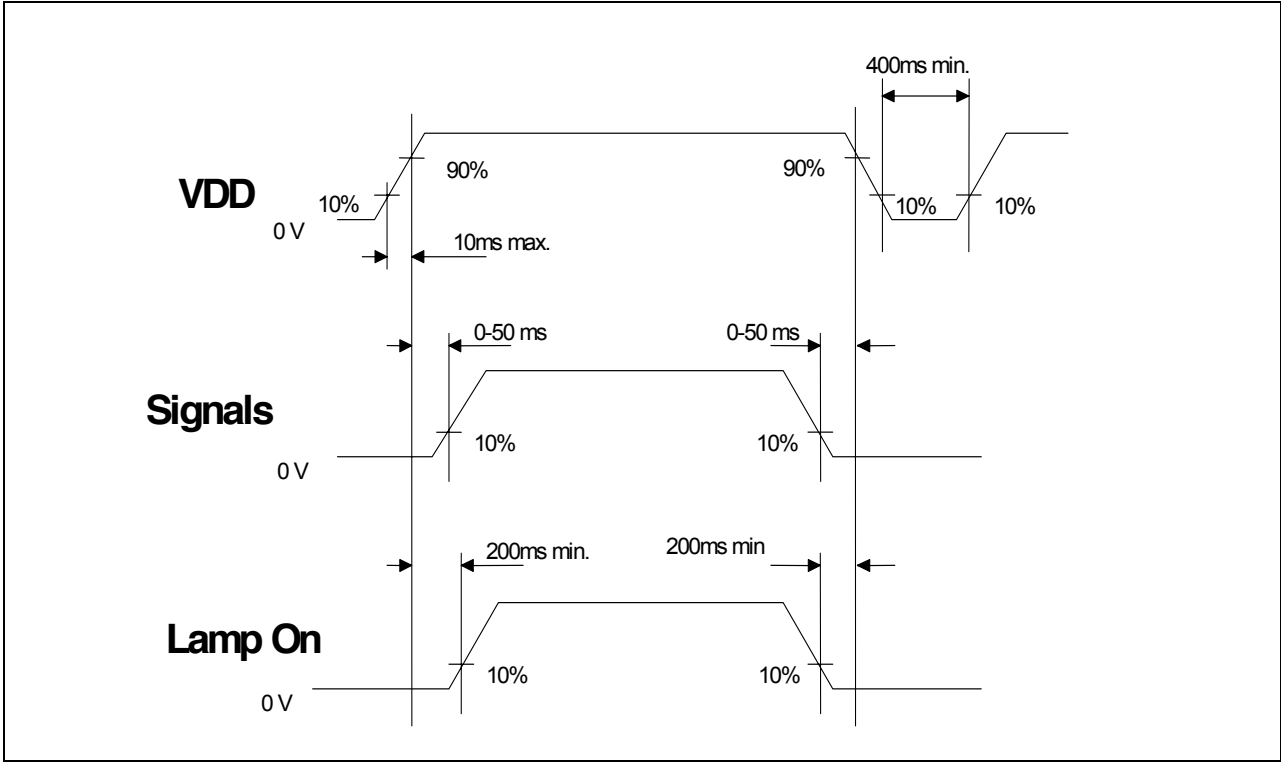 400ms min.
90%
90%
VDD
10%
10%
10%
0 V
10ms max.
0-50 ms
0-50 ms
Signals
10%
10%
0 V
200ms min.
200ms min
Lamp On
10%
10%
0 V